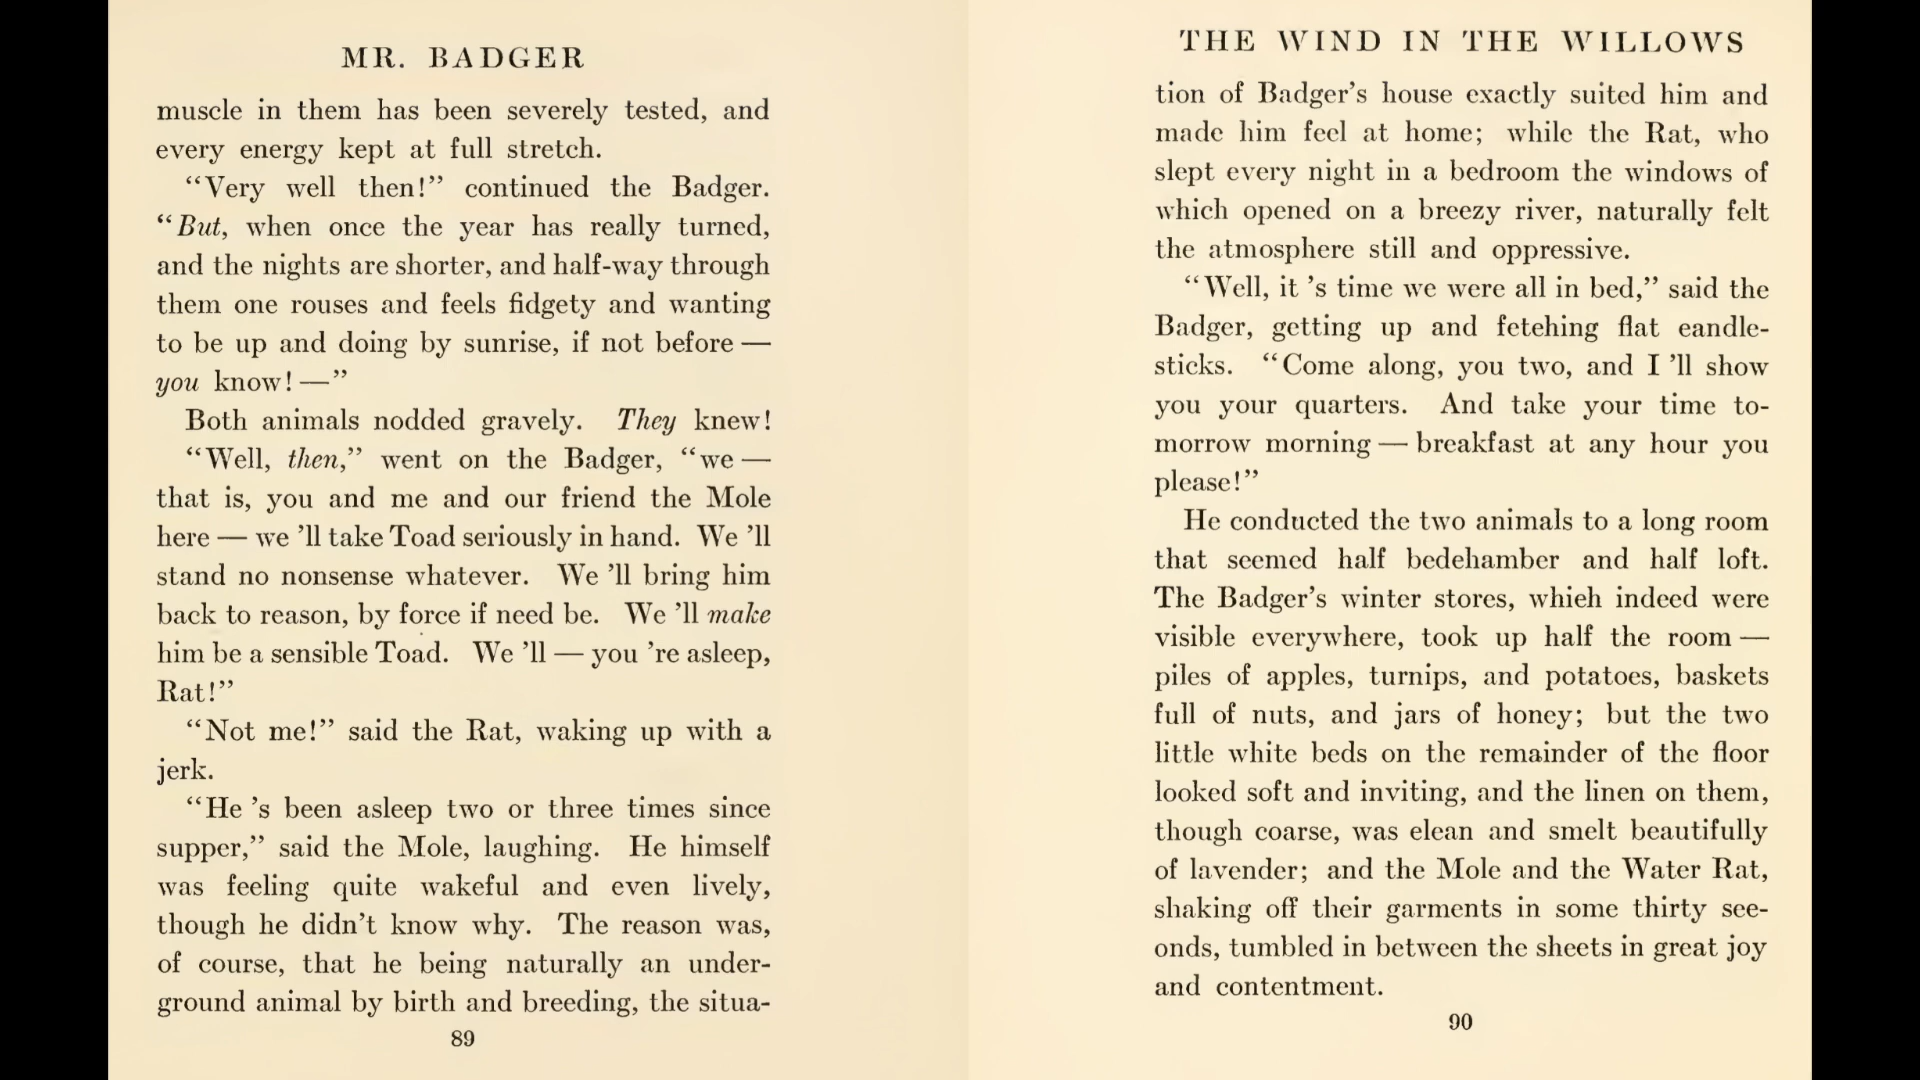 MR. BADGER
muscle in them has been severely tested, and
every energy kept at full stretch.
“Very well then!” continued the Badger.
“But, when once the year has really turned,
and the nights are shorter, and half-way through
them one rouses and feels fidgety and wanting
to be up and doing by sunrise, if not before —
you know! —”
Both animals nodded gravely. They knew!
“Well, then,” went on the Badger, “we —
that is, you and me and our friend the Mole
here — we ’ll take Toad seriously in hand. We ’ll
stand no nonsense whatever. We ’ll bring him
back to reason, by force if need be. We ’ll make
him be a sensible Toad. We ’ll — you ’re asleep,
Rat!”
“Not me!” said the Rat, waking up with a
jerk.
“He ’s been asleep two or three times since
supper,” said the Mole, laughing. He himself
was feeling quite wakeful and even lively,
though he didn’t know why. The reason was,
of course, that he being naturally an under-
ground animal by birth and breeding, the situa-
89
THE WIND IN THE WILLOWS
tion of Badger’s house exactly suited him and
made him feel at home; while the Rat, who
slept every night in a bedroom the windows of
which opened on a breezy river, naturally felt
the atmosphere still and oppressive.
“Well, it ’s time we were all in bed,” said the
Badger, getting up and fetching flat candle-
sticks. “Come along, you two, and I ’ll show
you your quarters. And take your time to-
morrow morning — breakfast at any hour you
please!”
He conducted the two animals to a long room
that seemed half bedchamber and half loft.
The Badger’s winter stores, which indeed were
visible everywhere, took up half the room —
piles of apples, turnips, and potatoes, baskets
full of nuts, and jars of honey; but the two
little white beds on the remainder of the floor
looked soft and inviting, and the linen on them,
though coarse, was clean and smelt beautifully
of lavender; and the Mole and the Water Rat,
shaking off their garments in some thirty sec-
onds, tumbled in between the sheets in great joy
and contentment.
90